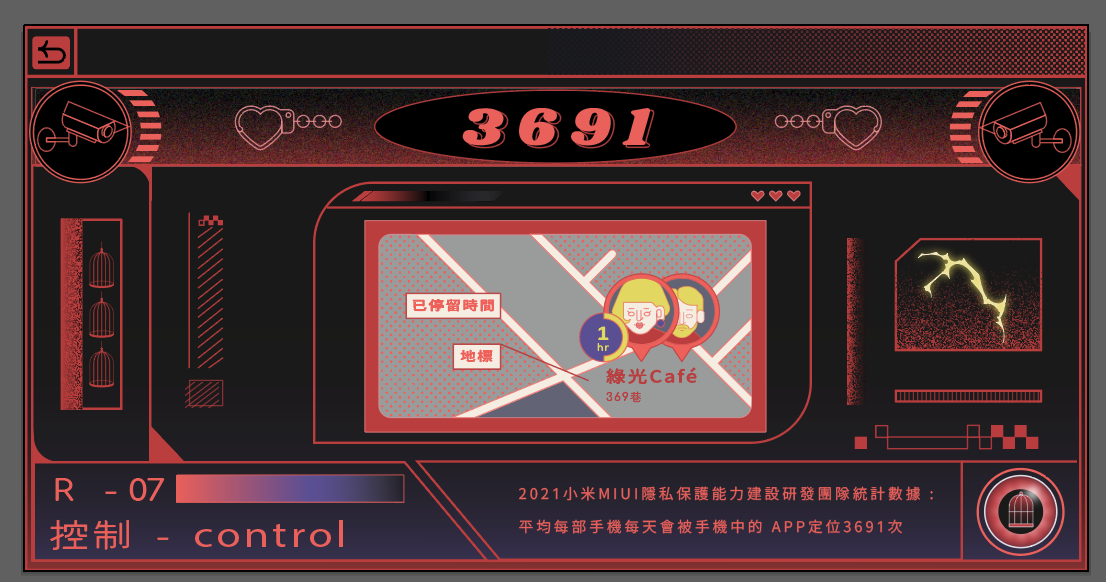 3691
已停留時間
1
hr
地標
綠光Café
369巷
R - 07
控制 - control
2021小米MIUI隱私保護能力建設研發團隊統計數據：
平均每部手機每天會被手機中的 APP定位3691次